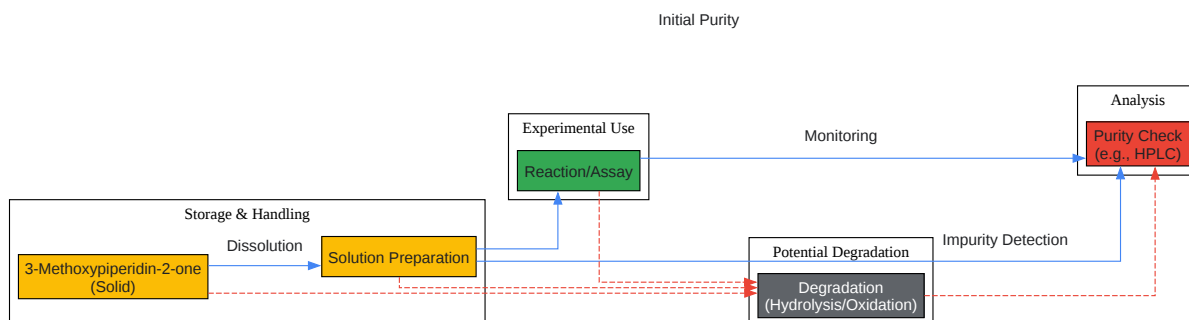 Initial Purity
Analysis
Purity Check
(e.g., HPLC)
Experimental Use
Reaction/Assay
Monitoring
Storage & Handling
Dissolution
Solution Preparation
3-Methoxypiperidin-2-one
(Solid)
Impurity Detection
Potential Degradation
Degradation
(Hydrolysis/Oxidation)